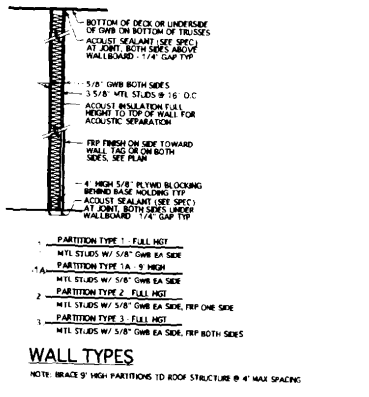 BOTTOM OF DECK OR UNDERSIDE
OF GWB ON BOTTOM OF TRUSSES
ACOUST SEALANT (SEE SPEC)
AT JOINT, BOTH SIDES ABOVE
WALLBOARD - 1/4" GAP TYP
5/8" GWB BOTH SIDES
3 5/8" MTL STUDS @ 16" O.C
ACOUST INSULATION FULL
HEIGHT TO TOP OF WALL FOR
ACOUSTIC SEPARATION
FRP FINISH ON SIDE TOWARD
WALL TAG OR ON BOTH
SIDES, SEE PLAN
4' HIGH 5/8" PLYWD BLOCKING
BEHIND BASE MOLDING TYP
ACOUST SEALANT (SEE SPEC)
AT JOINT, BOTH SIDES UNDER
WALLBOARD 1/4" GAP TYP
1 PARTITION TYPE 1 - FULL HGT
MTL STUDS W/ 5/8" GWB EA SIDE
1A PARTITION TYPE 1A - 9' HIGH
MTL STUDS W/ 5/8" GWB EA SIDE
2 PARTITION TYPE 2 - FULL HGT
MTL STUDS W/ 5/8" GWB EA SIDE, FRP ONE SIDE
3 PARTITION TYPE 3 - FULL HGT
MTL STUDS W/ 5/8" GWB EA SIDE, FRP BOTH SIDES
WALL TYPES
NOTE: BRACE 9' HIGH PARTITIONS TO ROOF STRUCTURE @ 4' MAX SPACING